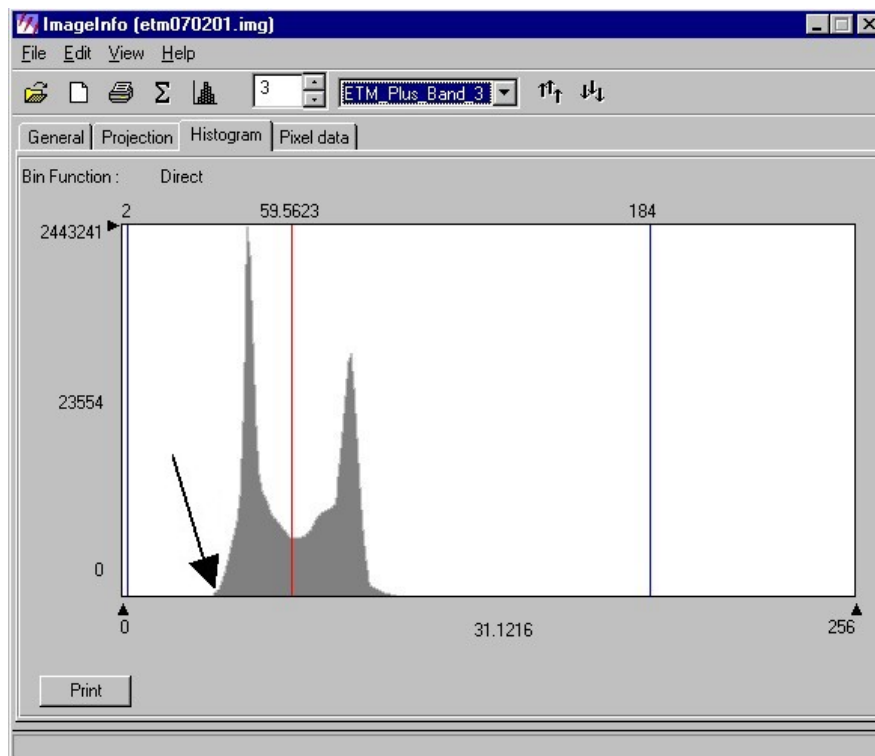 ImageInfo (etm070201.img)
File Edit View Help
Σ 3 ETM_Plus_Band_3
General Projection Histogram Pixel data
Bin Function : Direct
2 59.5623 184
2443241
23554
0
0 31.1216 256
Print